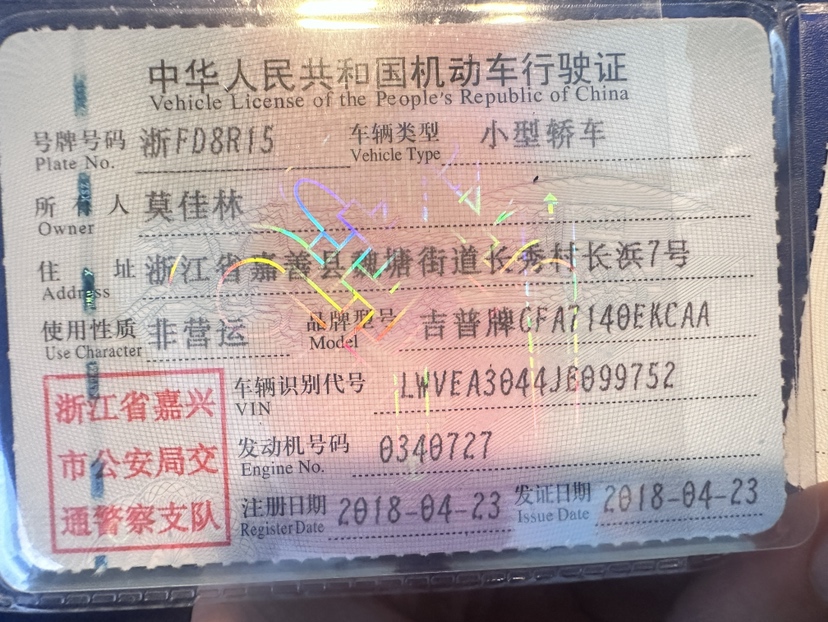 中华人民共和国机动车行驶证
Vehicle License of the People's Republic of China
号牌号码 浙FD8R15 车辆类型 小型轿车
Plate No. Vehicle Type
所有人 莫佳林
Owner
住址 浙江省嘉善县魏塘街道长秀村长浜7号
Address
使用性质 非营运 品牌型号 吉普牌GFA7140EKCAA
Use Character Model
浙江省嘉兴
市公安局交
通警察支队
车辆识别代号 LWVEA3044JB099752
VIN
发动机号码 0340727
Engine No.
注册日期 2018-04-23 发证日期 2018-04-23
Register Date Issue Date